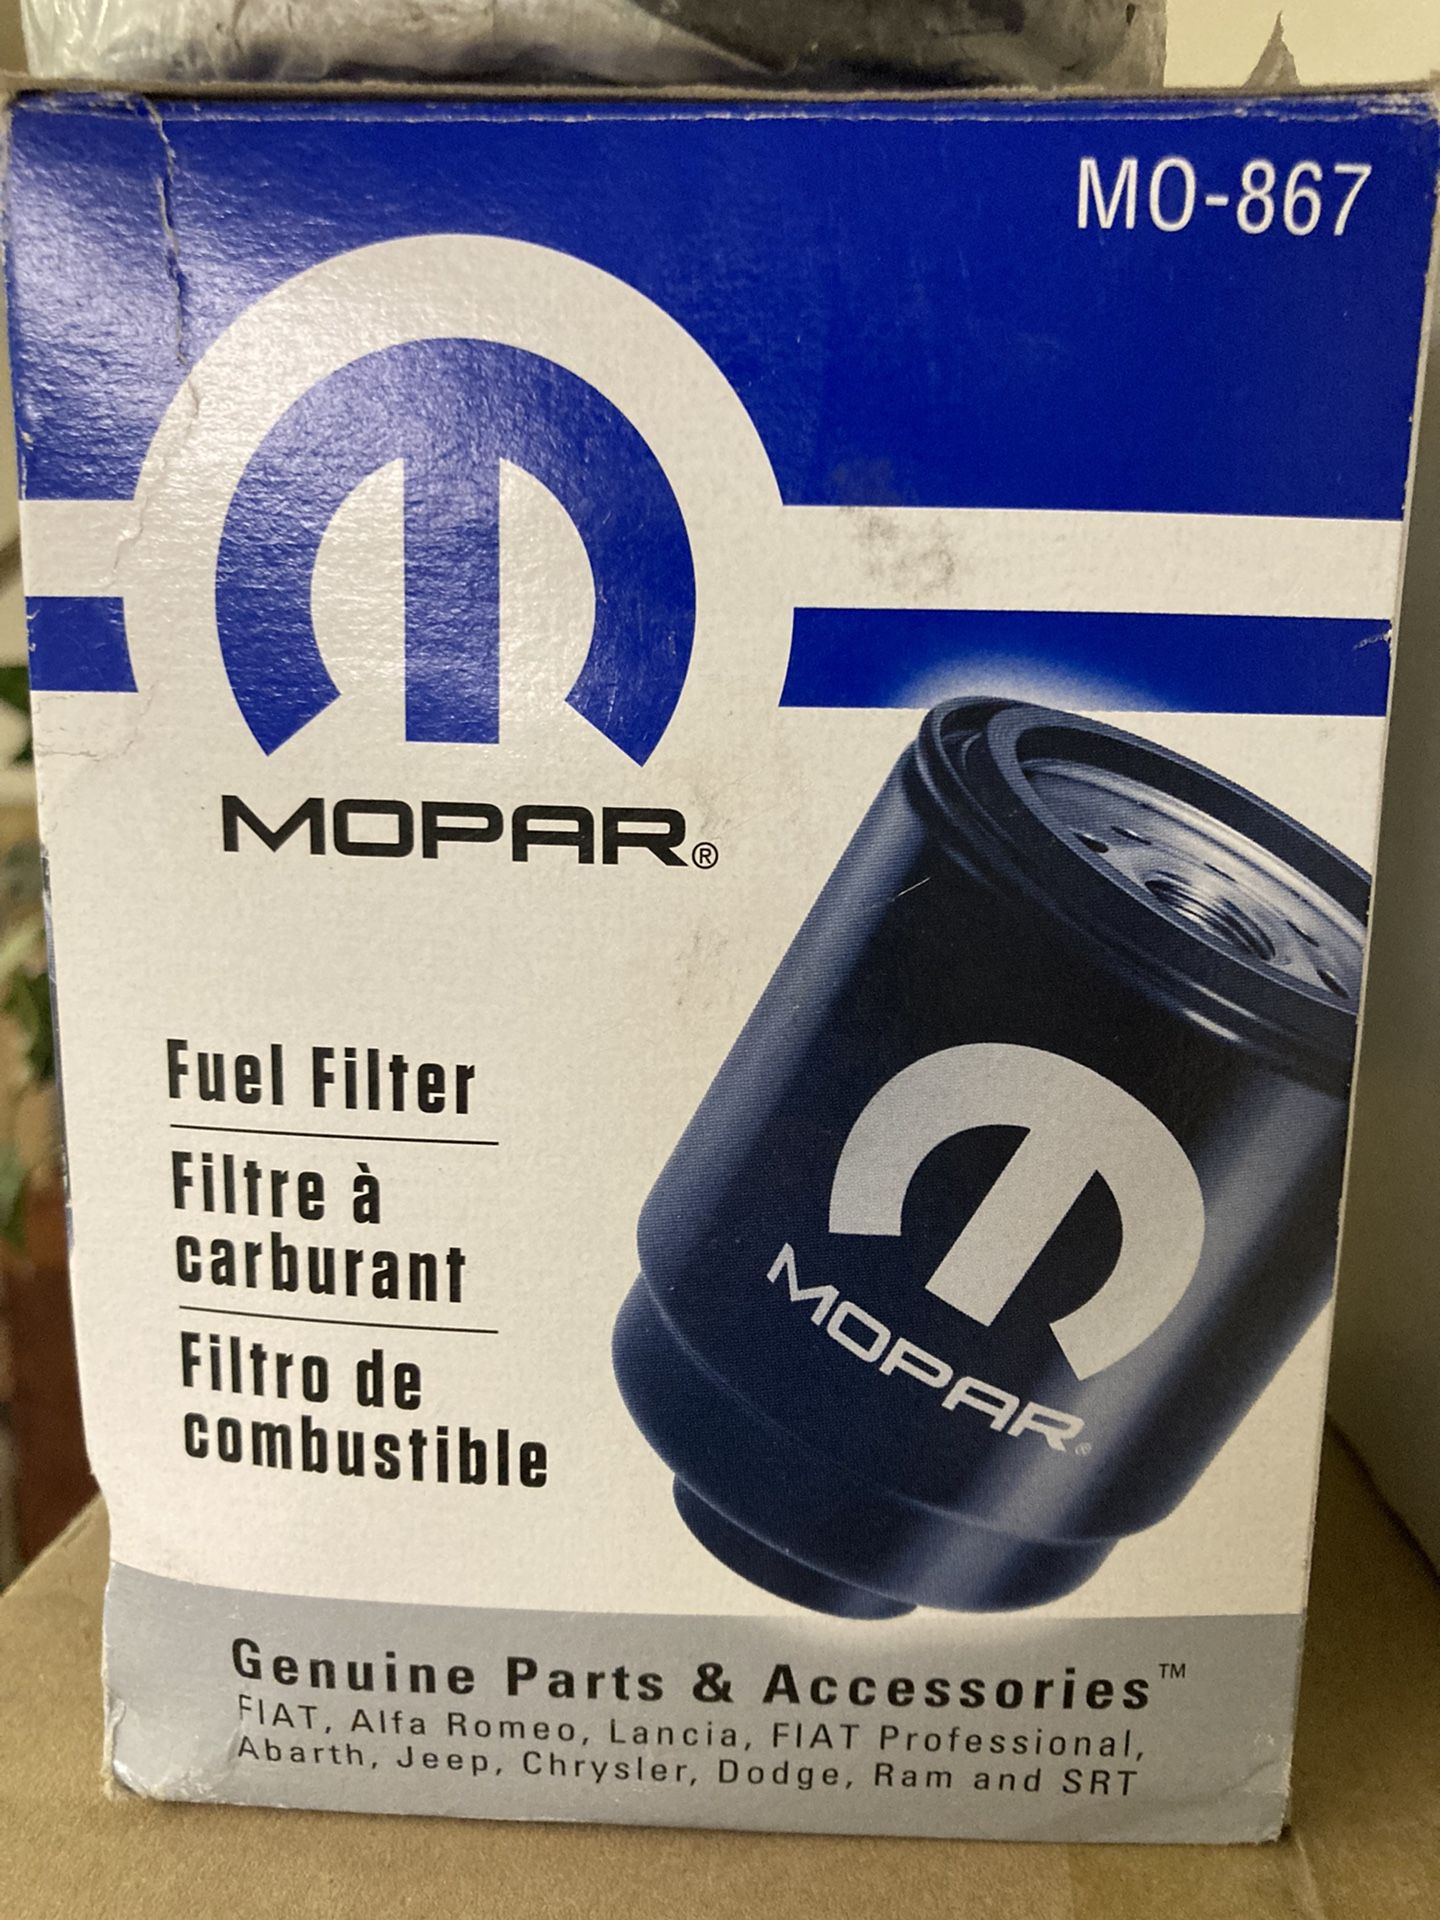 MO-867
MOPAR®
Fuel Filter
Filtre à
carburant
Filtro de
combustible
MOPAR®
Genuine Parts & Accessories™
FIAT, Alfa Romeo, Lancia, FIAT Professional,
Abarth, Jeep, Chrysler, Dodge, Ram and SRT